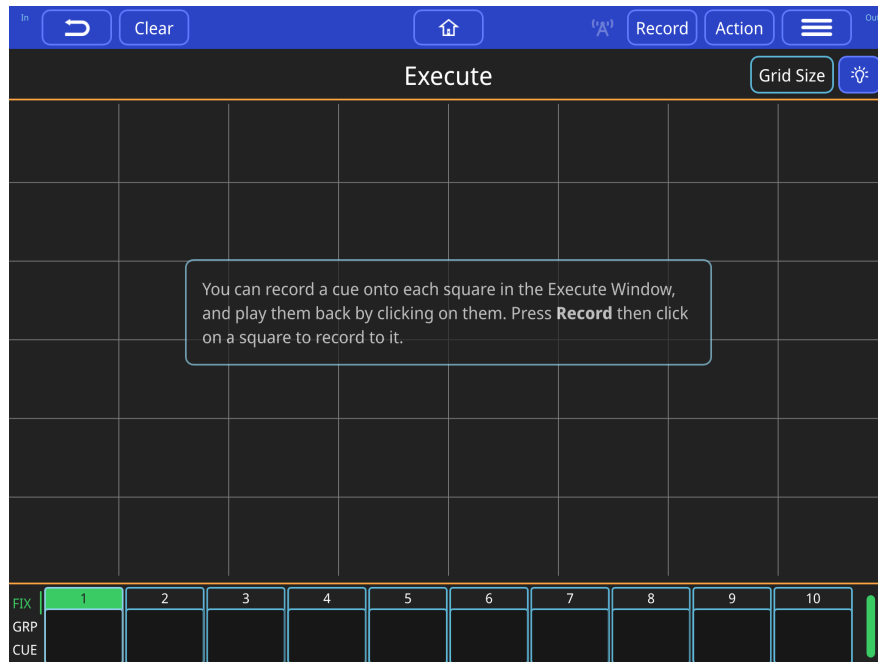 In
Clear
Record
Action
Execute
Grid Size
You can record a cue onto each square in the Execute Window,
and play them back by clicking on them. Press Record then click
on a square to record to it.
FIX 1 2 3 4 5 6 7 8 9 10
GRP
CUE